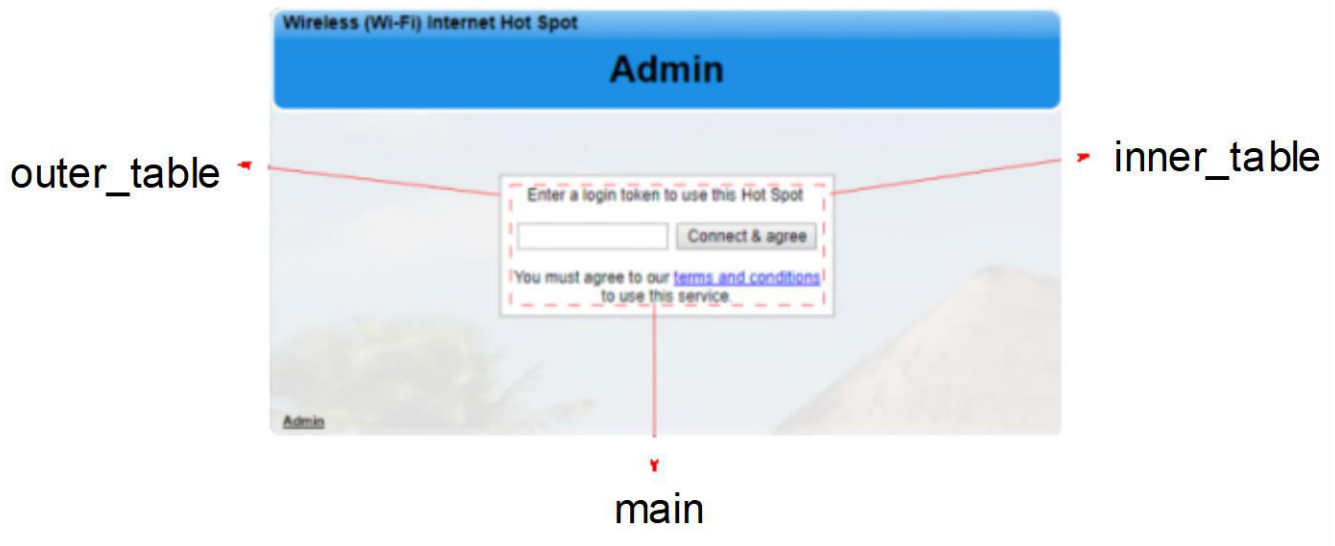 Wireless (Wi-Fi) Internet Hot Spot
Admin
outer_table
inner_table
Enter a login token to use this Hot Spot
Connect & agree
You must agree to our terms and conditions
to use this service.
Admin
main